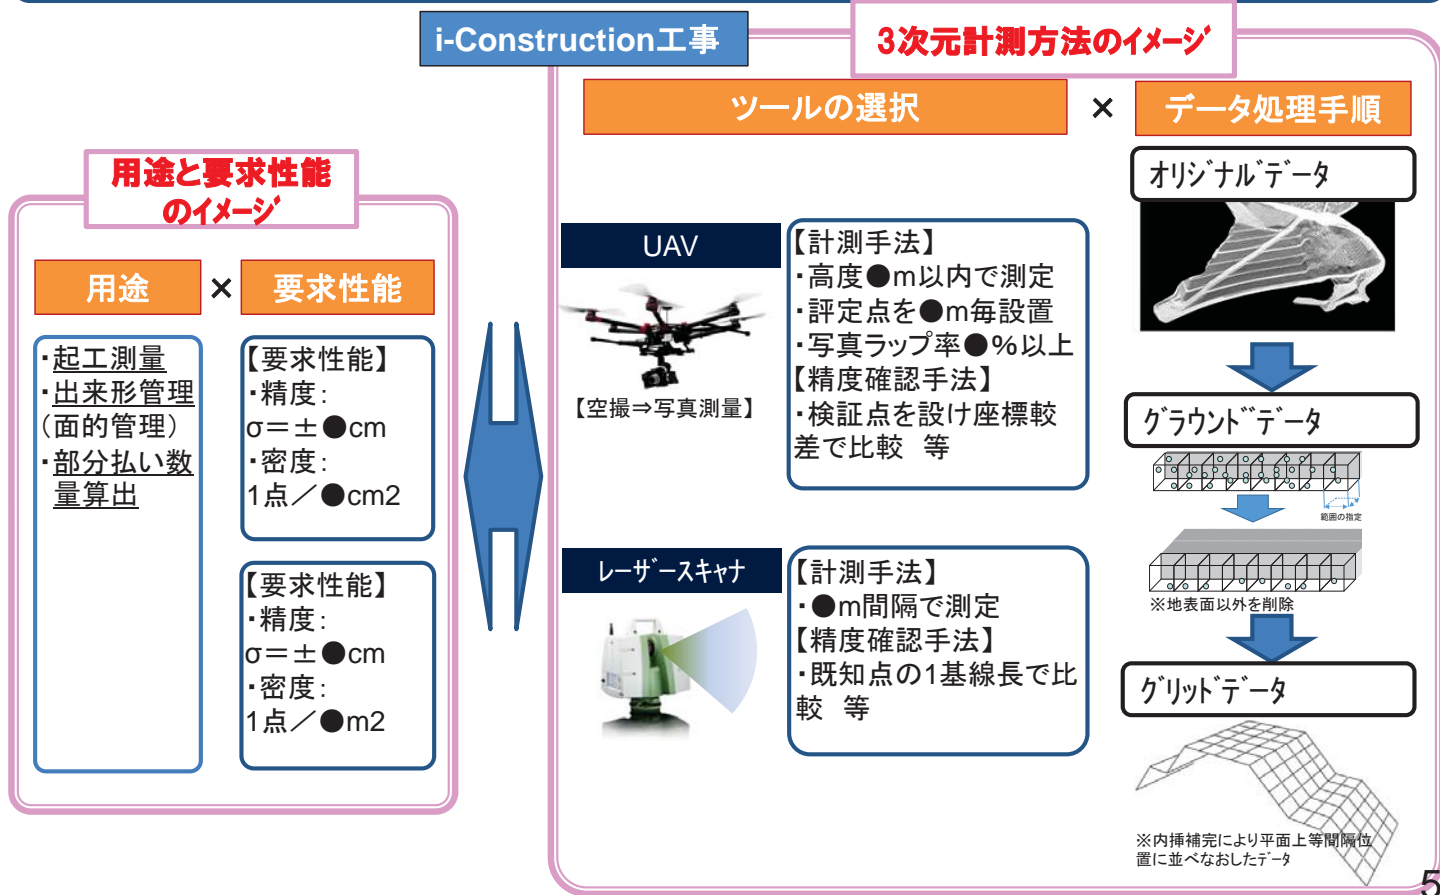 i-Construction工事
3次元計測方法のイメージ
ツールの選択
×
データ処理手順
用途と要求性能
のイメージ
用途
×
要求性能
・起工測量
・出来形管理
（面的管理）
・部分払い数
量算出
【要求性能】
・精度：
σ＝±●cm
・密度：
1点／●cm2
【要求性能】
・精度：
σ＝±●cm
・密度：
1点／●m2
UAV
【空撮⇒写真測量】
【計測手法】
・高度●m以内で測定
・評定点を●m毎設置
・写真ラップ率●%以上
【精度確認手法】
・検証点を設け座標較
差で比較　等
レーザースキャナ
【計測手法】
・●m間隔で測定
【精度確認手法】
・既知点の1基線長で比
較　等
オリジナルデータ
グラウンドデータ
範囲の指定
※地表面以外を削除
グリッドデータ
※内挿補完により平面上等間隔位
置に並べなおしたデータ
5